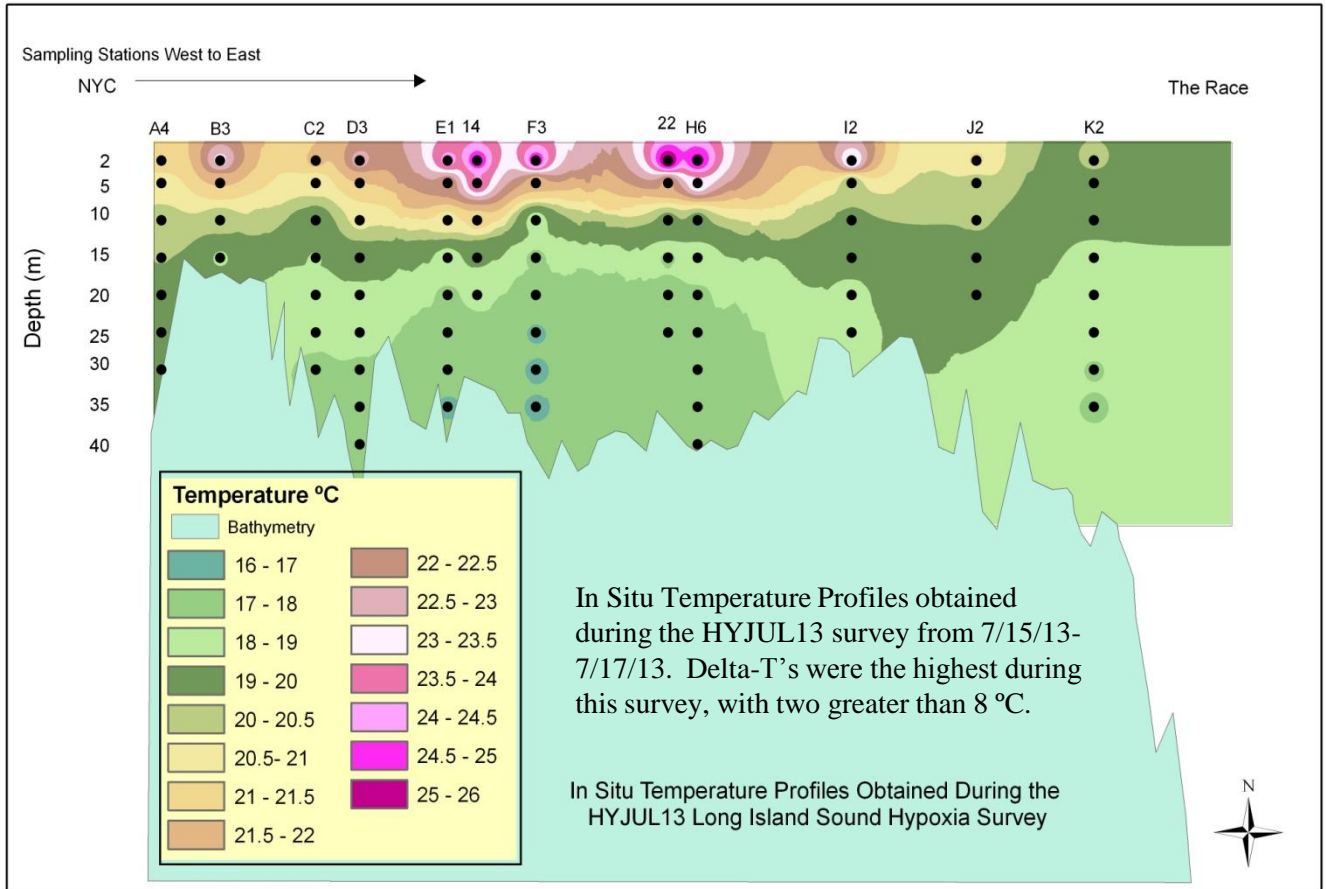 Sampling Stations West to East
NYC
The Race
A4 B3 C2 D3 E1 14 F3 22 H6 I2 J2 K2
Depth (m)
2
5
10
15
20
25
30
35
40
Temperature ºC
Bathymetry
16 - 17
17 - 18
18 - 19
19 - 20
20 - 20.5
20.5- 21
21 - 21.5
21.5 - 22
22 - 22.5
22.5 - 23
23 - 23.5
23.5 - 24
24 - 24.5
24.5 - 25
25 - 26
In Situ Temperature Profiles obtained
during the HYJUL13 survey from 7/15/13-
7/17/13. Delta-T’s were the highest during
this survey, with two greater than 8 ºC.
In Situ Temperature Profiles Obtained During the
HYJUL13 Long Island Sound Hypoxia Survey
N